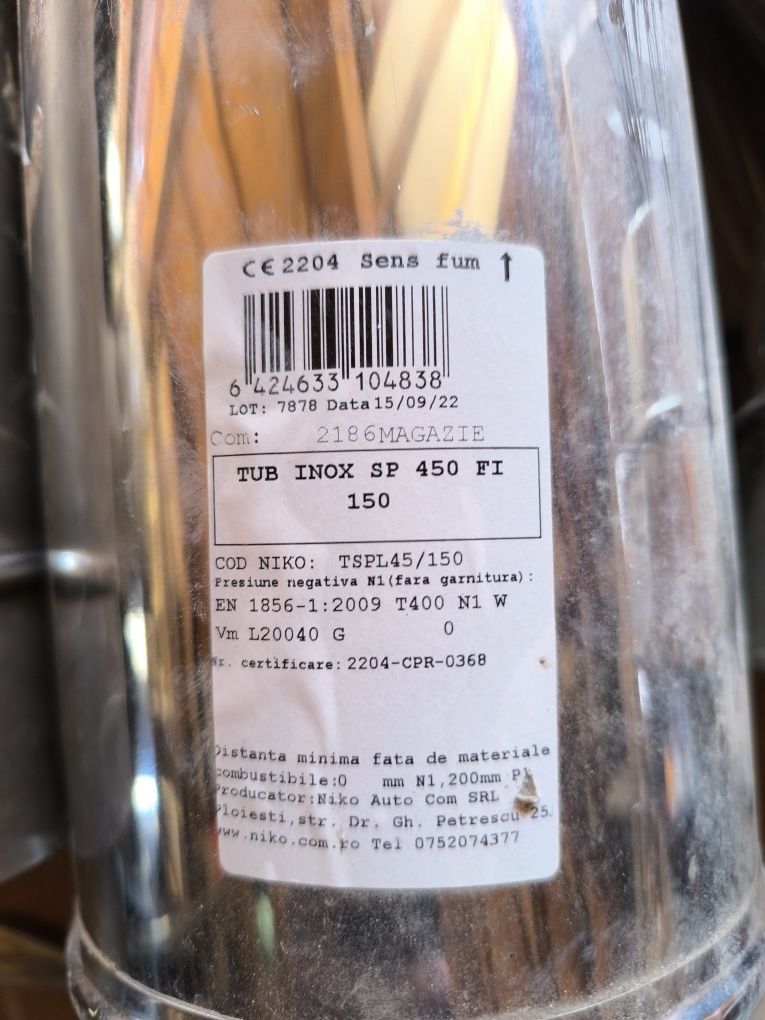 CE 2204 Sens fum ↑
6 424633 104838
LOT: 7878 Data 15/09/22
Com: 2186MAGAZIE
TUB INOX SP 450 FI
150
COD NIKO: TSPL45/150
Presiune negativa N1(fara garnitura):
EN 1856-1:2009 T400 N1 W
Vm L20040 G 0
Nr. certificare: 2204-CPR-0368
Distanta minima fata de materiale
combustibile:0 mm N1,200mm P1
Producator:Niko Auto Com SRL
Ploiesti,str. Dr. Gh. Petrescu 25.
www.niko.com.ro Tel 0752074377